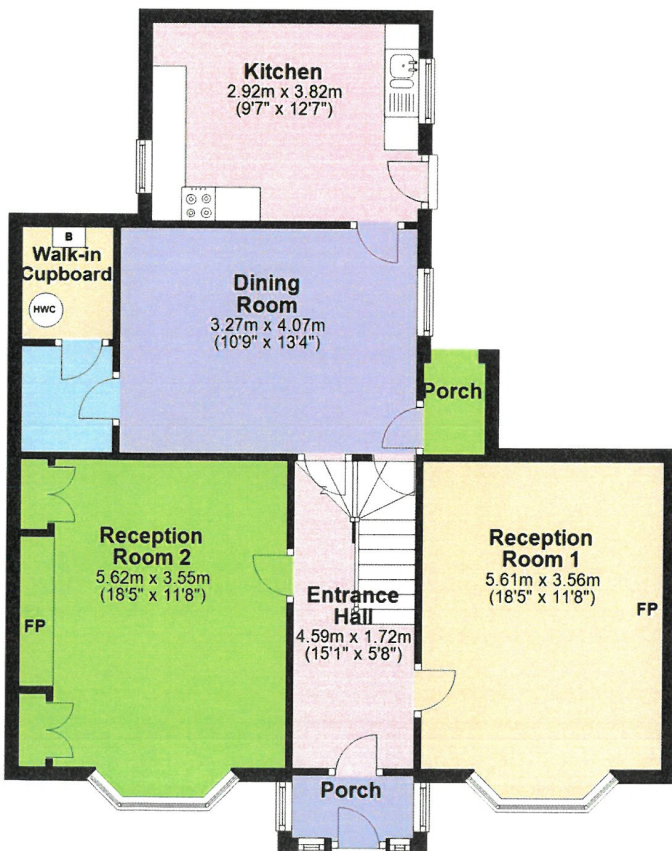 Kitchen
2.92m x 3.82m
(9'7" x 12'7")
B
Walk-in
Cupboard
HWC
Dining
Room
3.27m x 4.07m
(10'9" x 13'4")
Porch
Reception
Room 2
5.62m x 3.55m
(18'5" x 11'8")
FP
Entrance
Hall
4.59m x 1.72m
(15'1" x 5'8")
Reception
Room 1
5.61m x 3.56m
(18'5" x 11'8")
FP
Porch